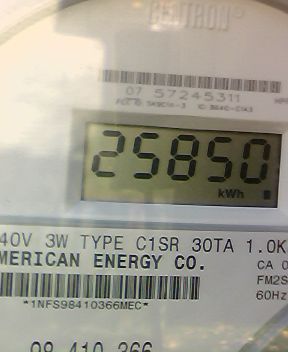 CENTRON®
07 57245311
25850
kWh
40V 3W TYPE C1SR 30TA 1.0K
MERICAN ENERGY CO.
CA 0
FM2S
60Hz
*1NFS98410366MEC*
98 410 366